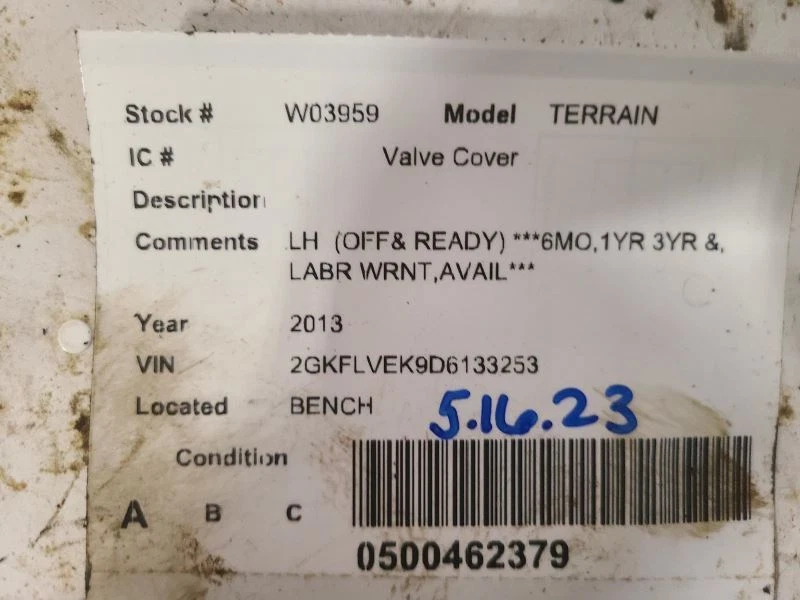 Stock # W03959 Model TERRAIN
IC # Valve Cover
Description
Comments LH (OFF& READY) ***6MO,1YR 3YR &,
LABR WRNT,AVAIL***
Year 2013
VIN 2GKFLVEK9D6133253
Located BENCH 5.16.23
Condition
A B C
0500462379